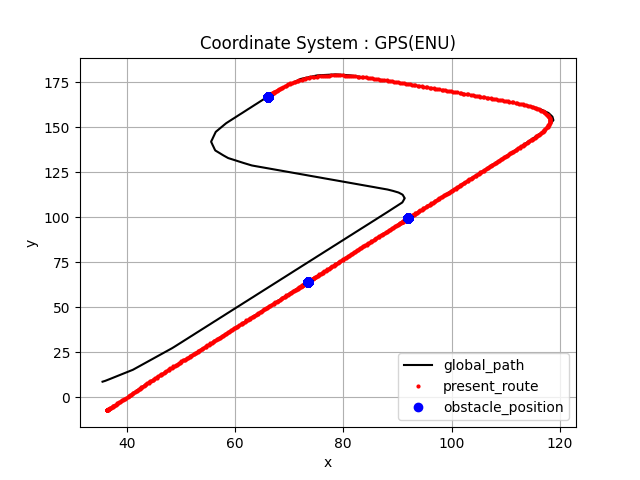 Coordinate System : GPS(ENU)
175
150
125
100
75
50
25
0
y
40
60
80
100
120
x
global_path
present_route
obstacle_position